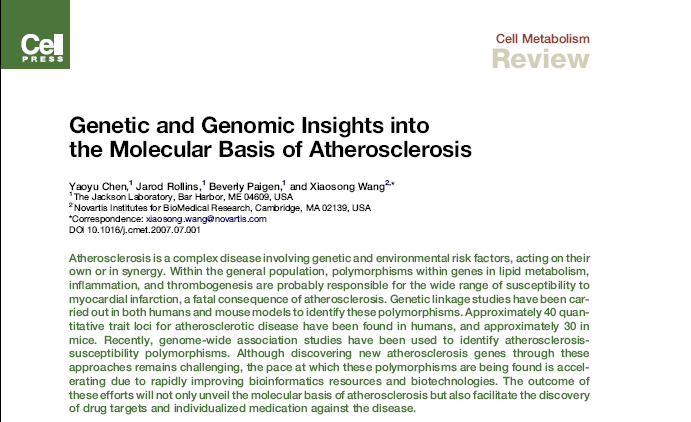 Cell
PRESS
Cell Metabolism
Review
Genetic and Genomic Insights into
the Molecular Basis of Atherosclerosis
Yaoyu Chen,1 Jarod Rollins,1 Beverly Paigen,1 and Xiaosong Wang2,*
1 The Jackson Laboratory, Bar Harbor, ME 04609, USA
2 Novartis Institutes for BioMedical Research, Cambridge, MA 02139, USA
*Correspondence: xiaosong.wang@novartis.com
DOI 10.1016/j.cmet.2007.07.001
Atherosclerosis is a complex disease involving genetic and environmental risk factors, acting on their
own or in synergy. Within the general population, polymorphisms within genes in lipid metabolism,
inflammation, and thrombogenesis are probably responsible for the wide range of susceptibility to
myocardial infarction, a fatal consequence of atherosclerosis. Genetic linkage studies have been car-
ried out in both humans and mouse models to identify these polymorphisms. Approximately 40 quan-
titative trait loci for atherosclerotic disease have been found in humans, and approximately 30 in
mice. Recently, genome-wide association studies have been used to identify atherosclerosis-
susceptibility polymorphisms. Although discovering new atherosclerosis genes through these
approaches remains challenging, the pace at which these polymorphisms are being found is accel-
erating due to rapidly improving bioinformatics resources and biotechnologies. The outcome of
these efforts will not only unveil the molecular basis of atherosclerosis but also facilitate the discovery
of drug targets and individualized medication against the disease.